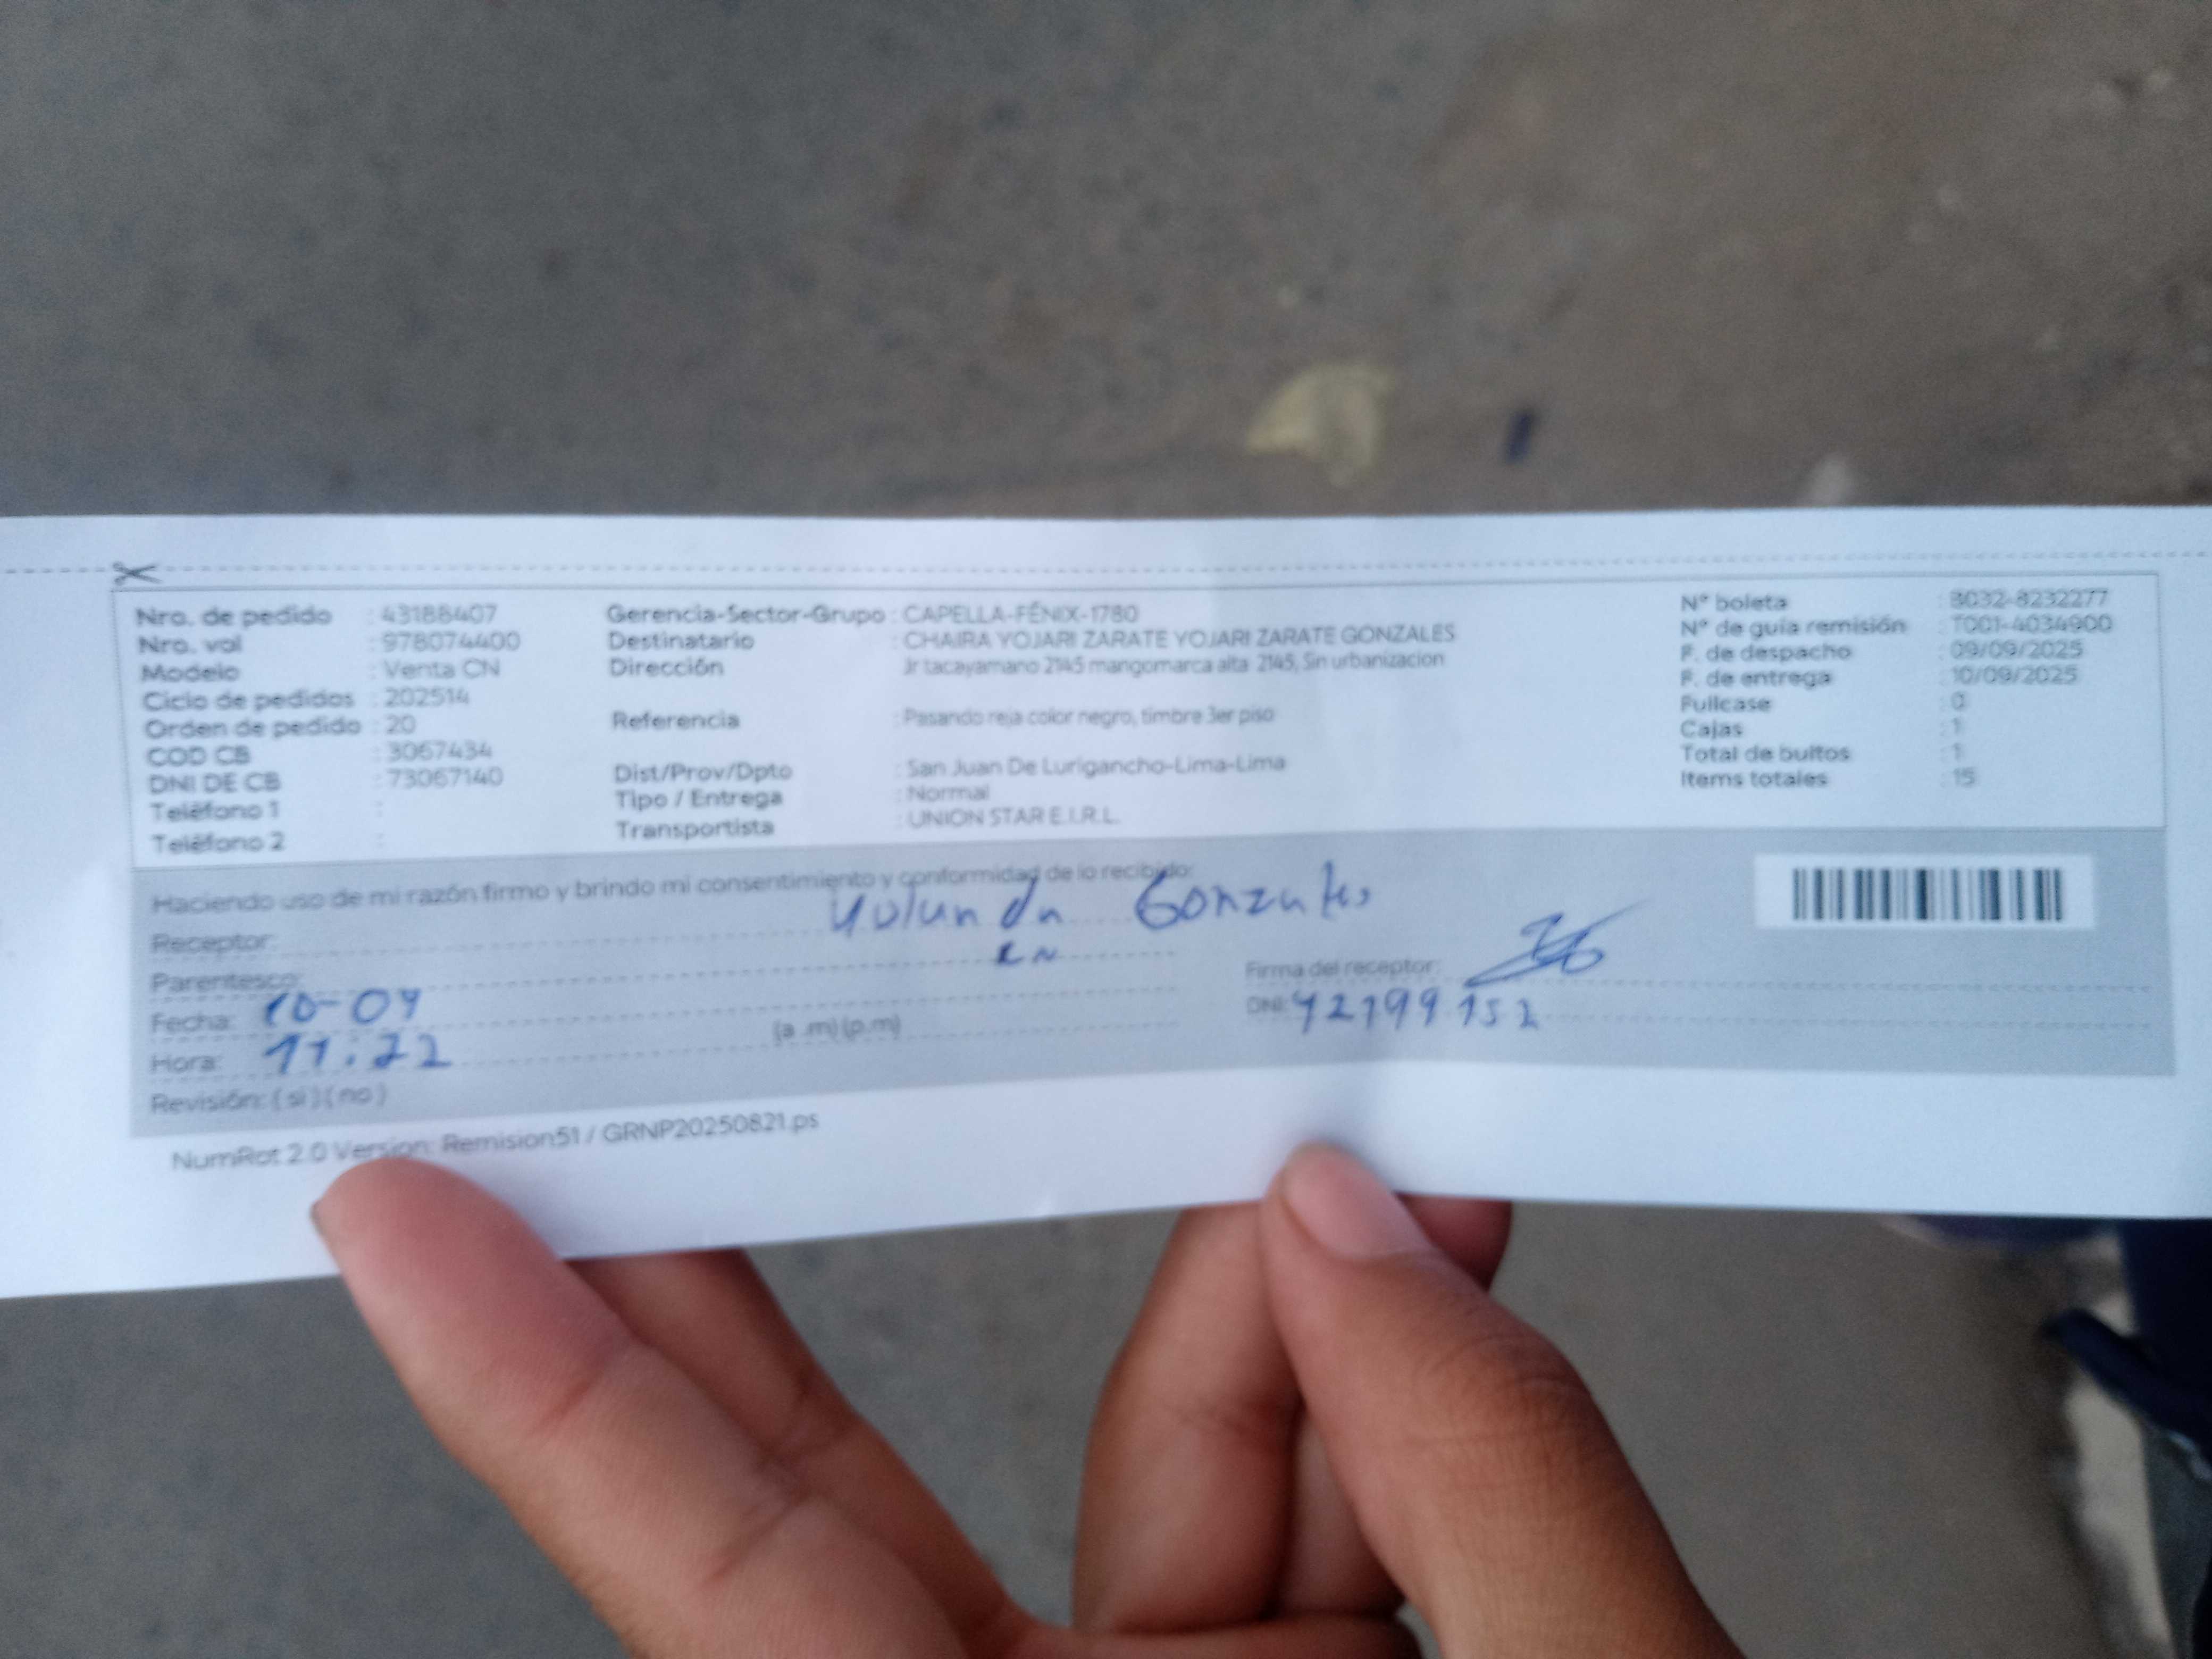 Nro. de pedido : 43188407
Nro. vol : 978074400
Modelo : Venta CN
Ciclo de pedidos : 202514
Orden de pedido : 20
COD CB : 3067434
DNI DE CB : 73067140
Teléfono 1 :
Teléfono 2 :
Gerencia-Sector-Grupo : CAPELLA-FÉNIX-1780
Destinatario : CHAIRA YOJARI ZARATE YOJARI ZARATE GONZALES
Dirección : Jr tacayamano 2145 mangomarca alta 2145, Sin urbanizacion
Referencia : Pasando reja color negro, timbre 3er piso
Dist/Prov/Dpto : San Juan De Lurigancho-Lima-Lima
Tipo / Entrega : Normal
Transportista : UNION STAR E.I.R.L.
N° boleta : B032-8232277
N° de guía remisión : T001-4034900
F. de despacho : 09/09/2025
F. de entrega : 10/09/2025
Fullcase : 0
Cajas : 1
Total de bultos : 1
Items totales : 15
Haciendo uso de mi razón firmo y brindo mi consentimiento y conformidad de lo recibido:
Receptor: Yolanda Gonzales
Parentesco:
Fecha: 10-09
Hora: 11:22 (a .m) (p.m)
Revisión: ( si ) ( no )
Firma del receptor:
DNI:
NumRot 2.0 Version: Remision51 / GRNP20250821.ps